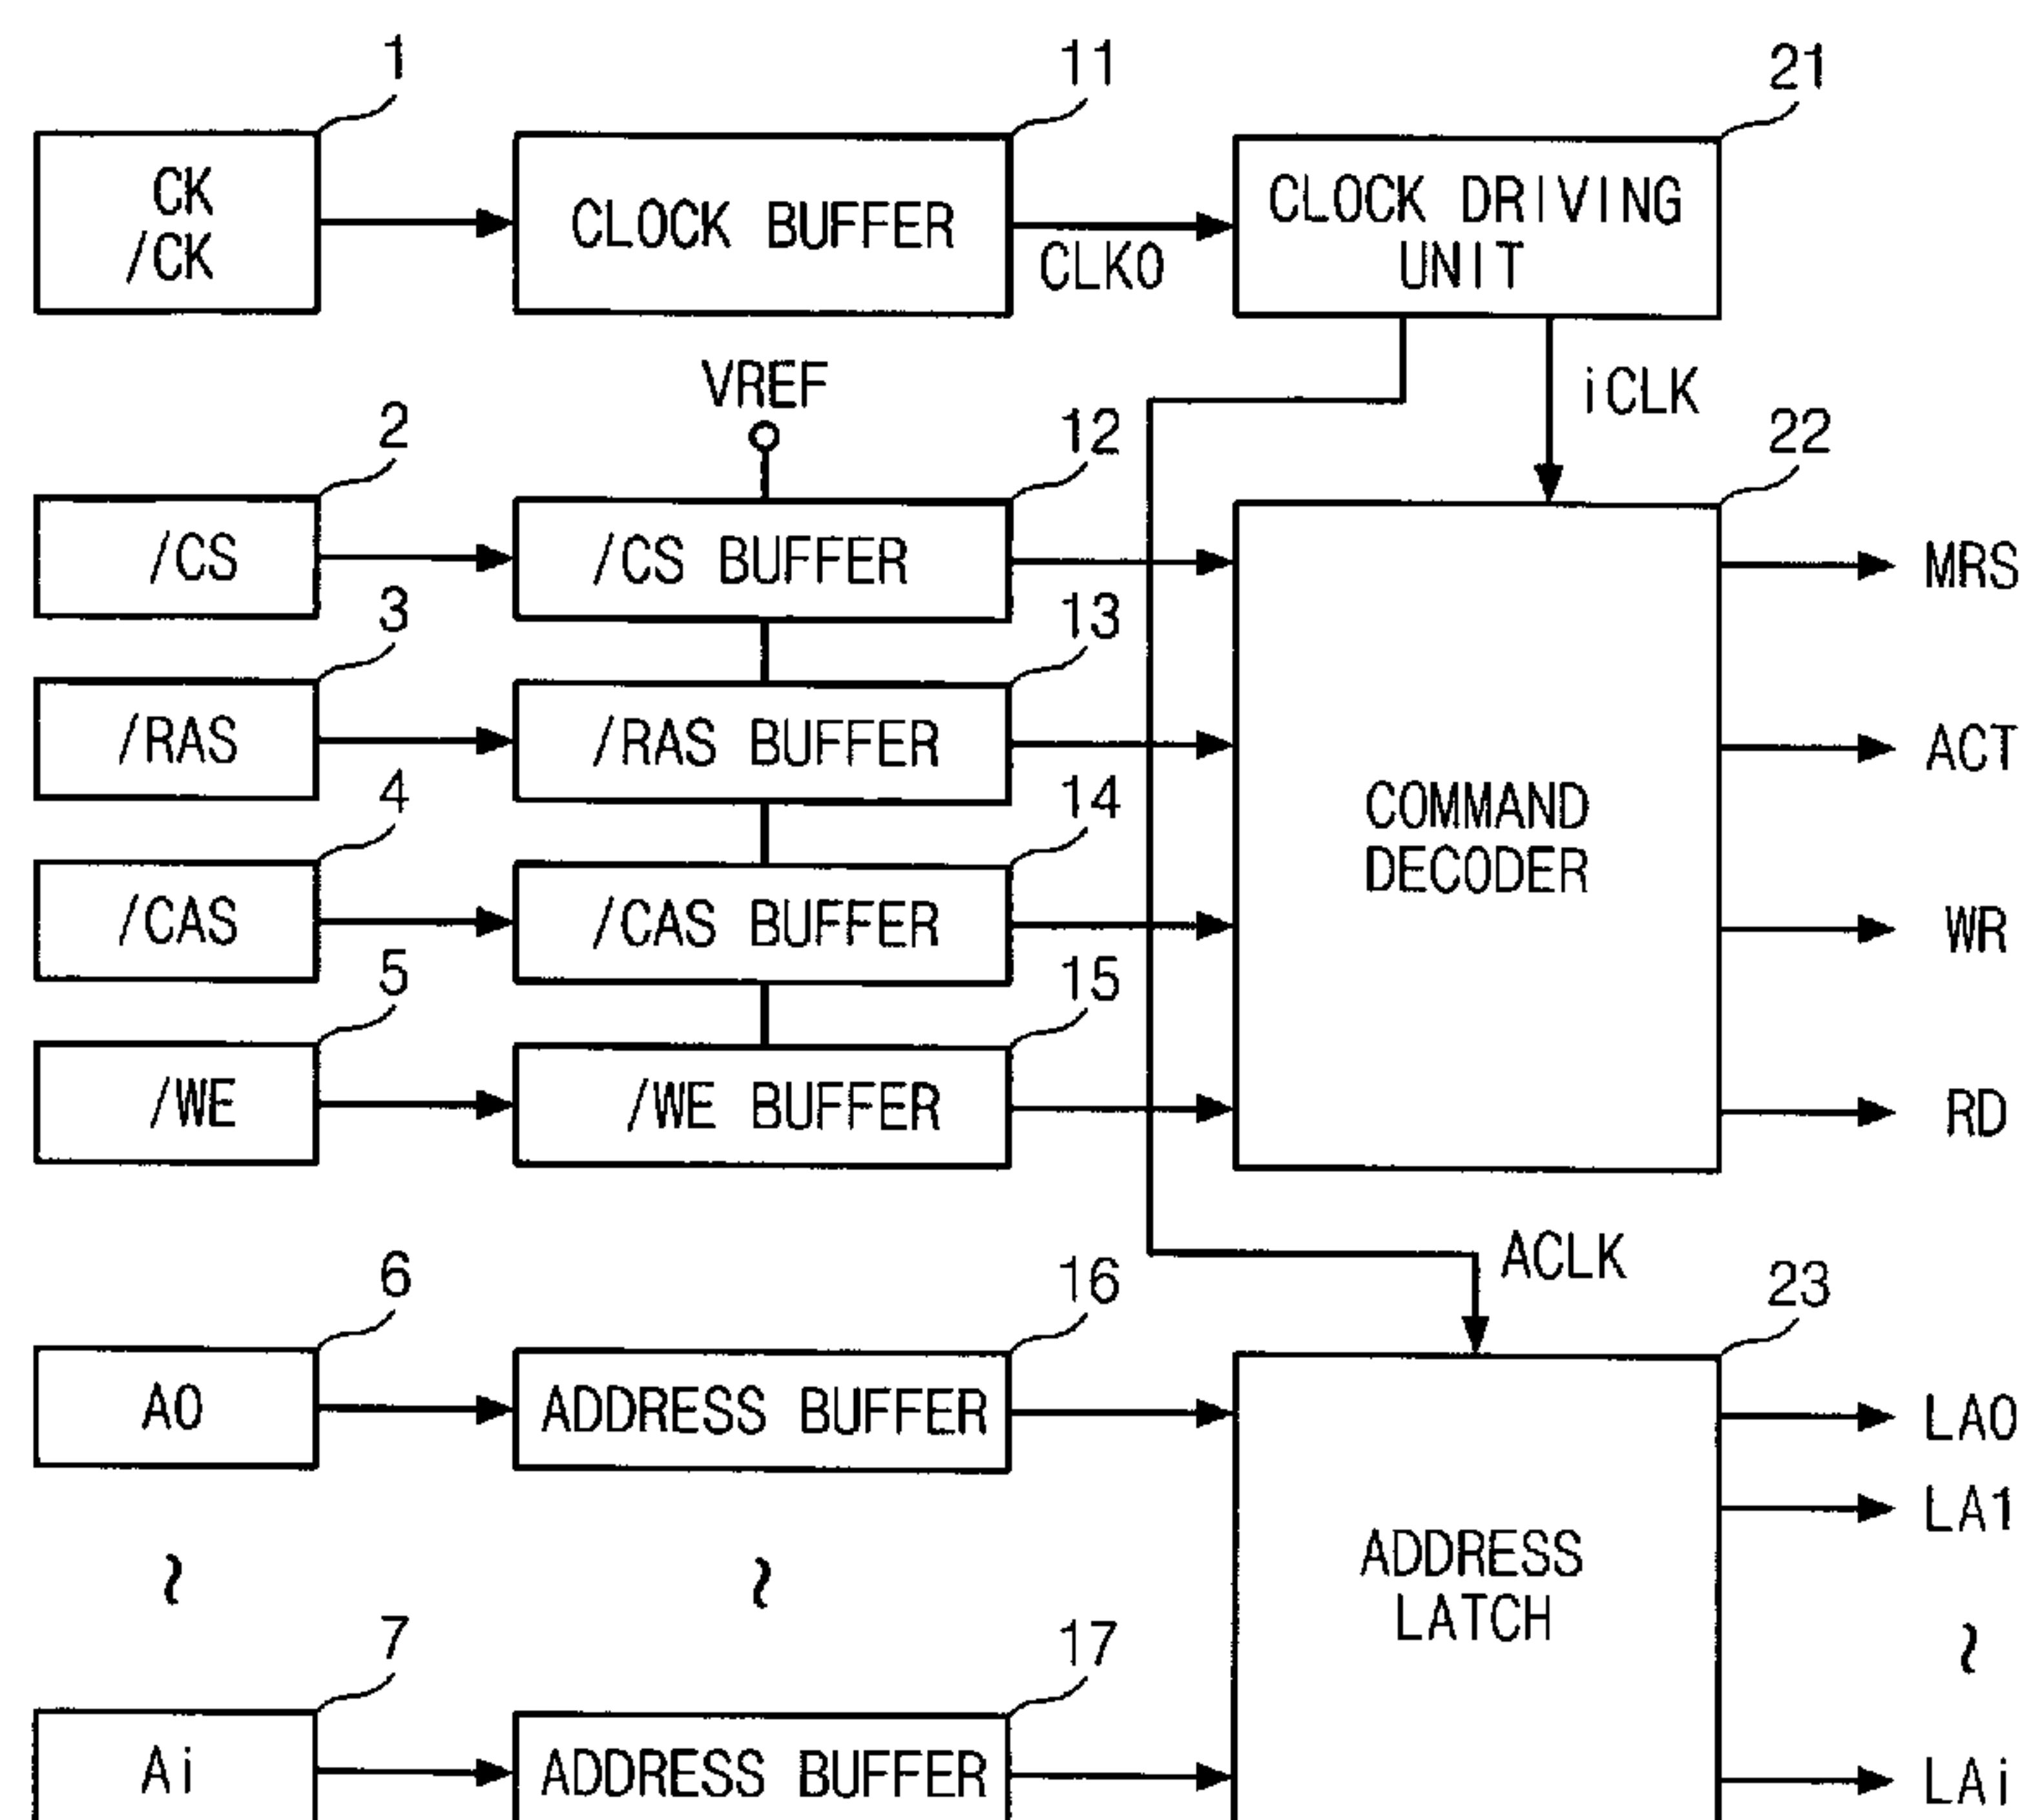 1
11
21
CK
/CK
CLOCK BUFFER
CLK0
CLOCK DRIVING
UNIT
VREF
iCLK
2
12
22
/CS
/CS BUFFER
MRS
3
13
/RAS
/RAS BUFFER
ACT
4
14
COMMAND
DECODER
/CAS
/CAS BUFFER
WR
5
15
/WE
/WE BUFFER
RD
ACLK
6
16
23
A0
ADDRESS BUFFER
LA0
LA1
~
~
ADDRESS
LATCH
~
7
17
Ai
ADDRESS BUFFER
LAi